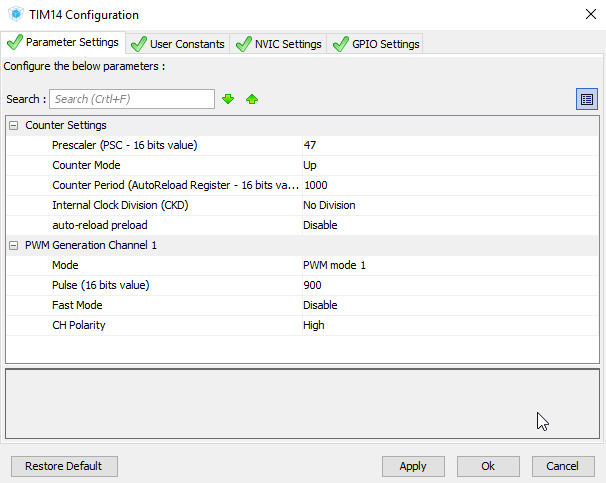 TIM14 Configuration
Parameter Settings User Constants NVIC Settings GPIO Settings
Configure the below parameters :
Search : Search (Crtl+F)
Counter Settings
Prescaler (PSC - 16 bits value) 47
Counter Mode Up
Counter Period (AutoReload Register - 16 bits va... 1000
Internal Clock Division (CKD) No Division
auto-reload preload Disable
PWM Generation Channel 1
Mode PWM mode 1
Pulse (16 bits value) 900
Fast Mode Disable
CH Polarity High
Restore Default Apply Ok Cancel